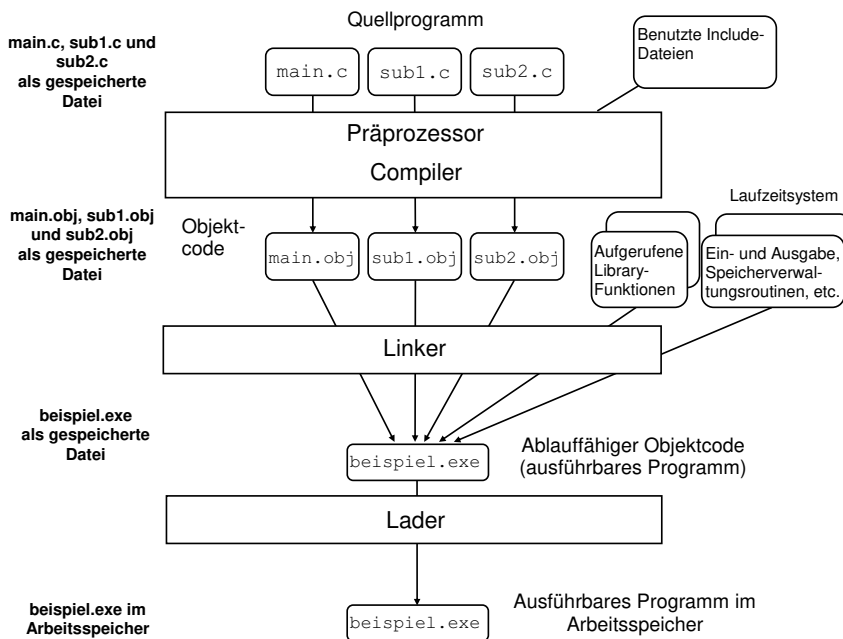 Quellprogramm
main.c, sub1.c und
sub2.c
als gespeicherte
Datei
main.c
sub1.c
sub2.c
Benutzte Include-
Dateien
Präprozessor
Compiler
main.obj, sub1.obj
und sub2.obj
als gespeicherte
Datei
Objekt-
code
main.obj
sub1.obj
sub2.obj
Aufgerufene
Library-
Funktionen
Laufzeitsystem
Ein- und Ausgabe,
Speicherverwal-
tungsroutinen, etc.
Linker
beispiel.exe
als gespeicherte
Datei
beispiel.exe
Ablauffähiger Objektcode
(ausführbares Programm)
Lader
beispiel.exe im
Arbeitsspeicher
beispiel.exe
Ausführbares Programm im
Arbeitsspeicher